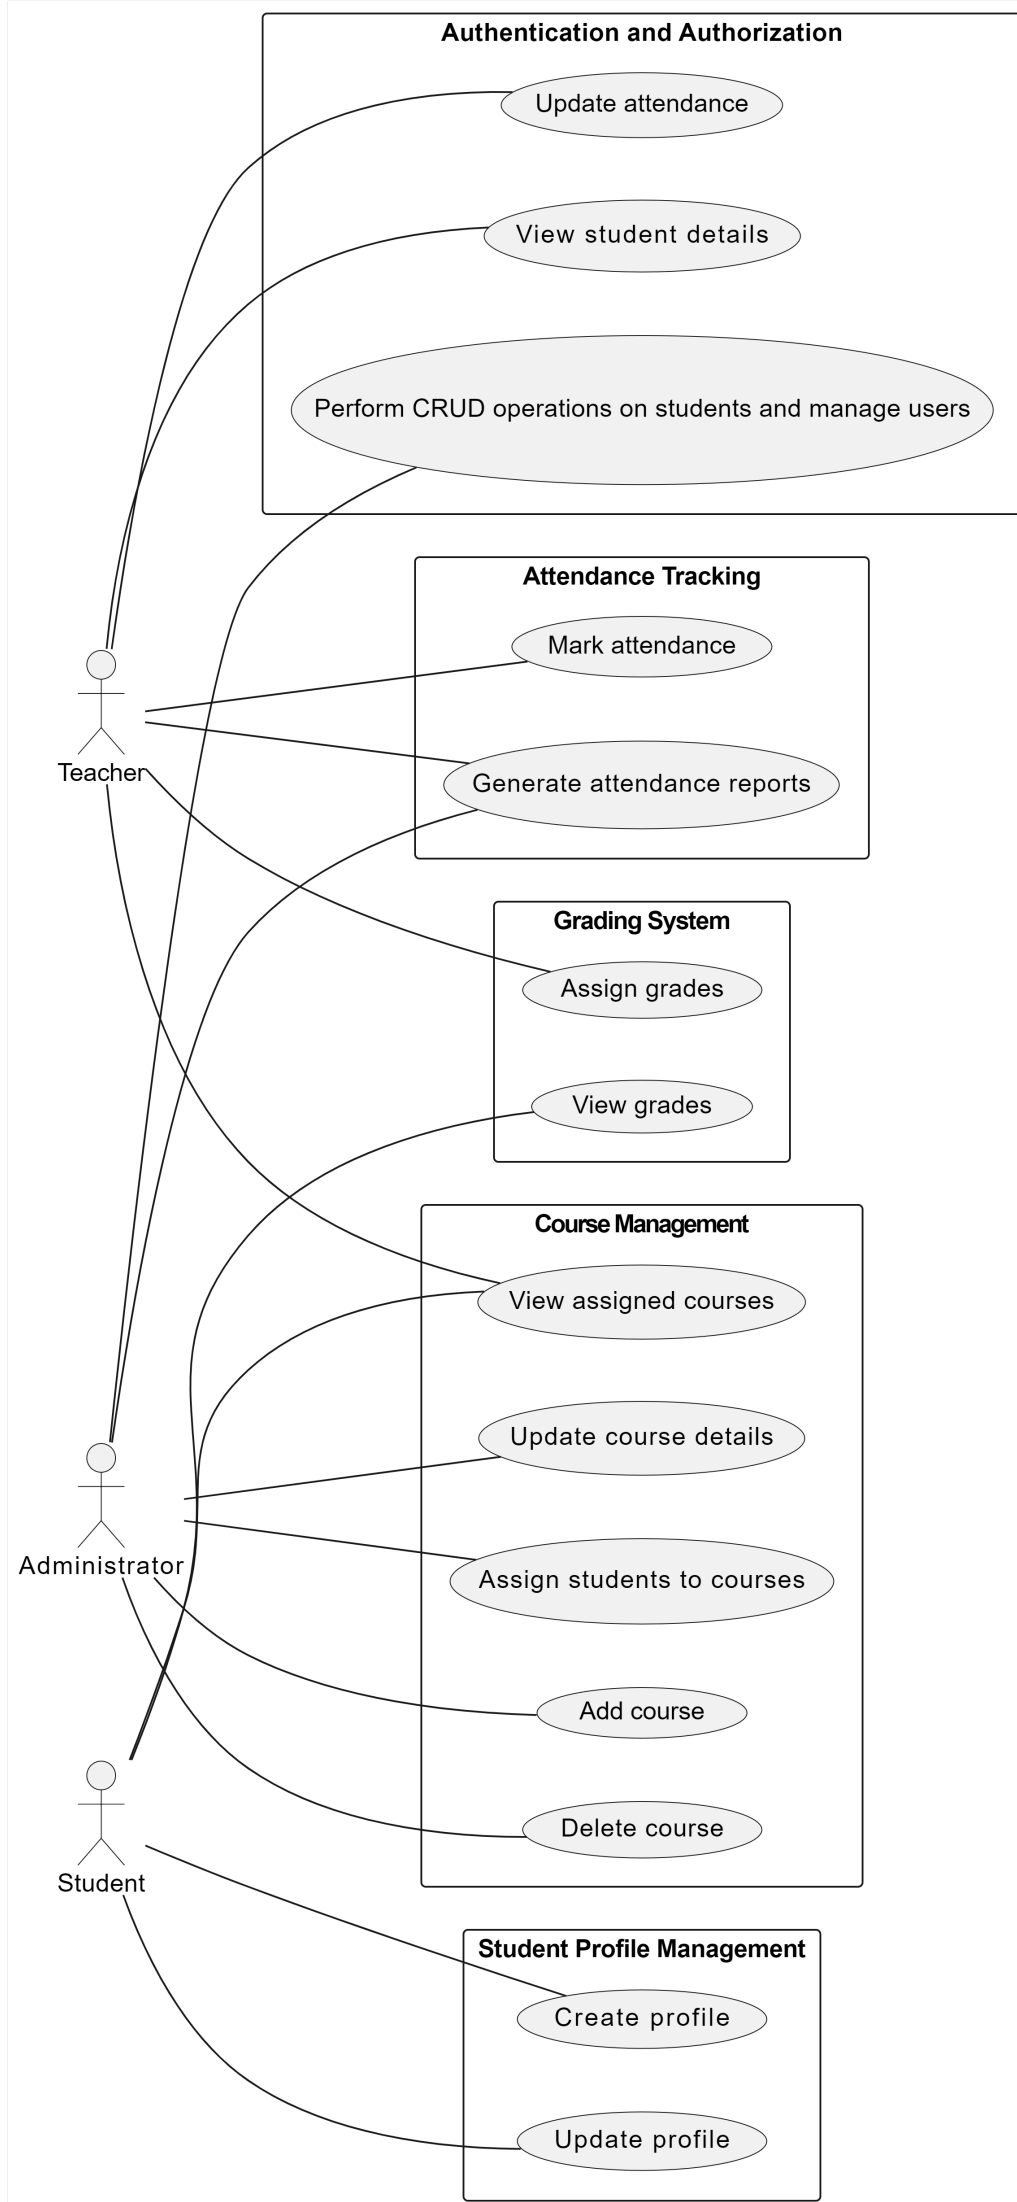 Authentication and Authorization
Update attendance
View student details
Perform CRUD operations on students and manage users
Attendance Tracking
Mark attendance
Teacher
Generate attendance reports
Grading System
Assign grades
View grades
Course Management
View assigned courses
Update course details
Administrator
Assign students to courses
Add course
Delete course
Student
Student Profile Management
Create profile
Update profile